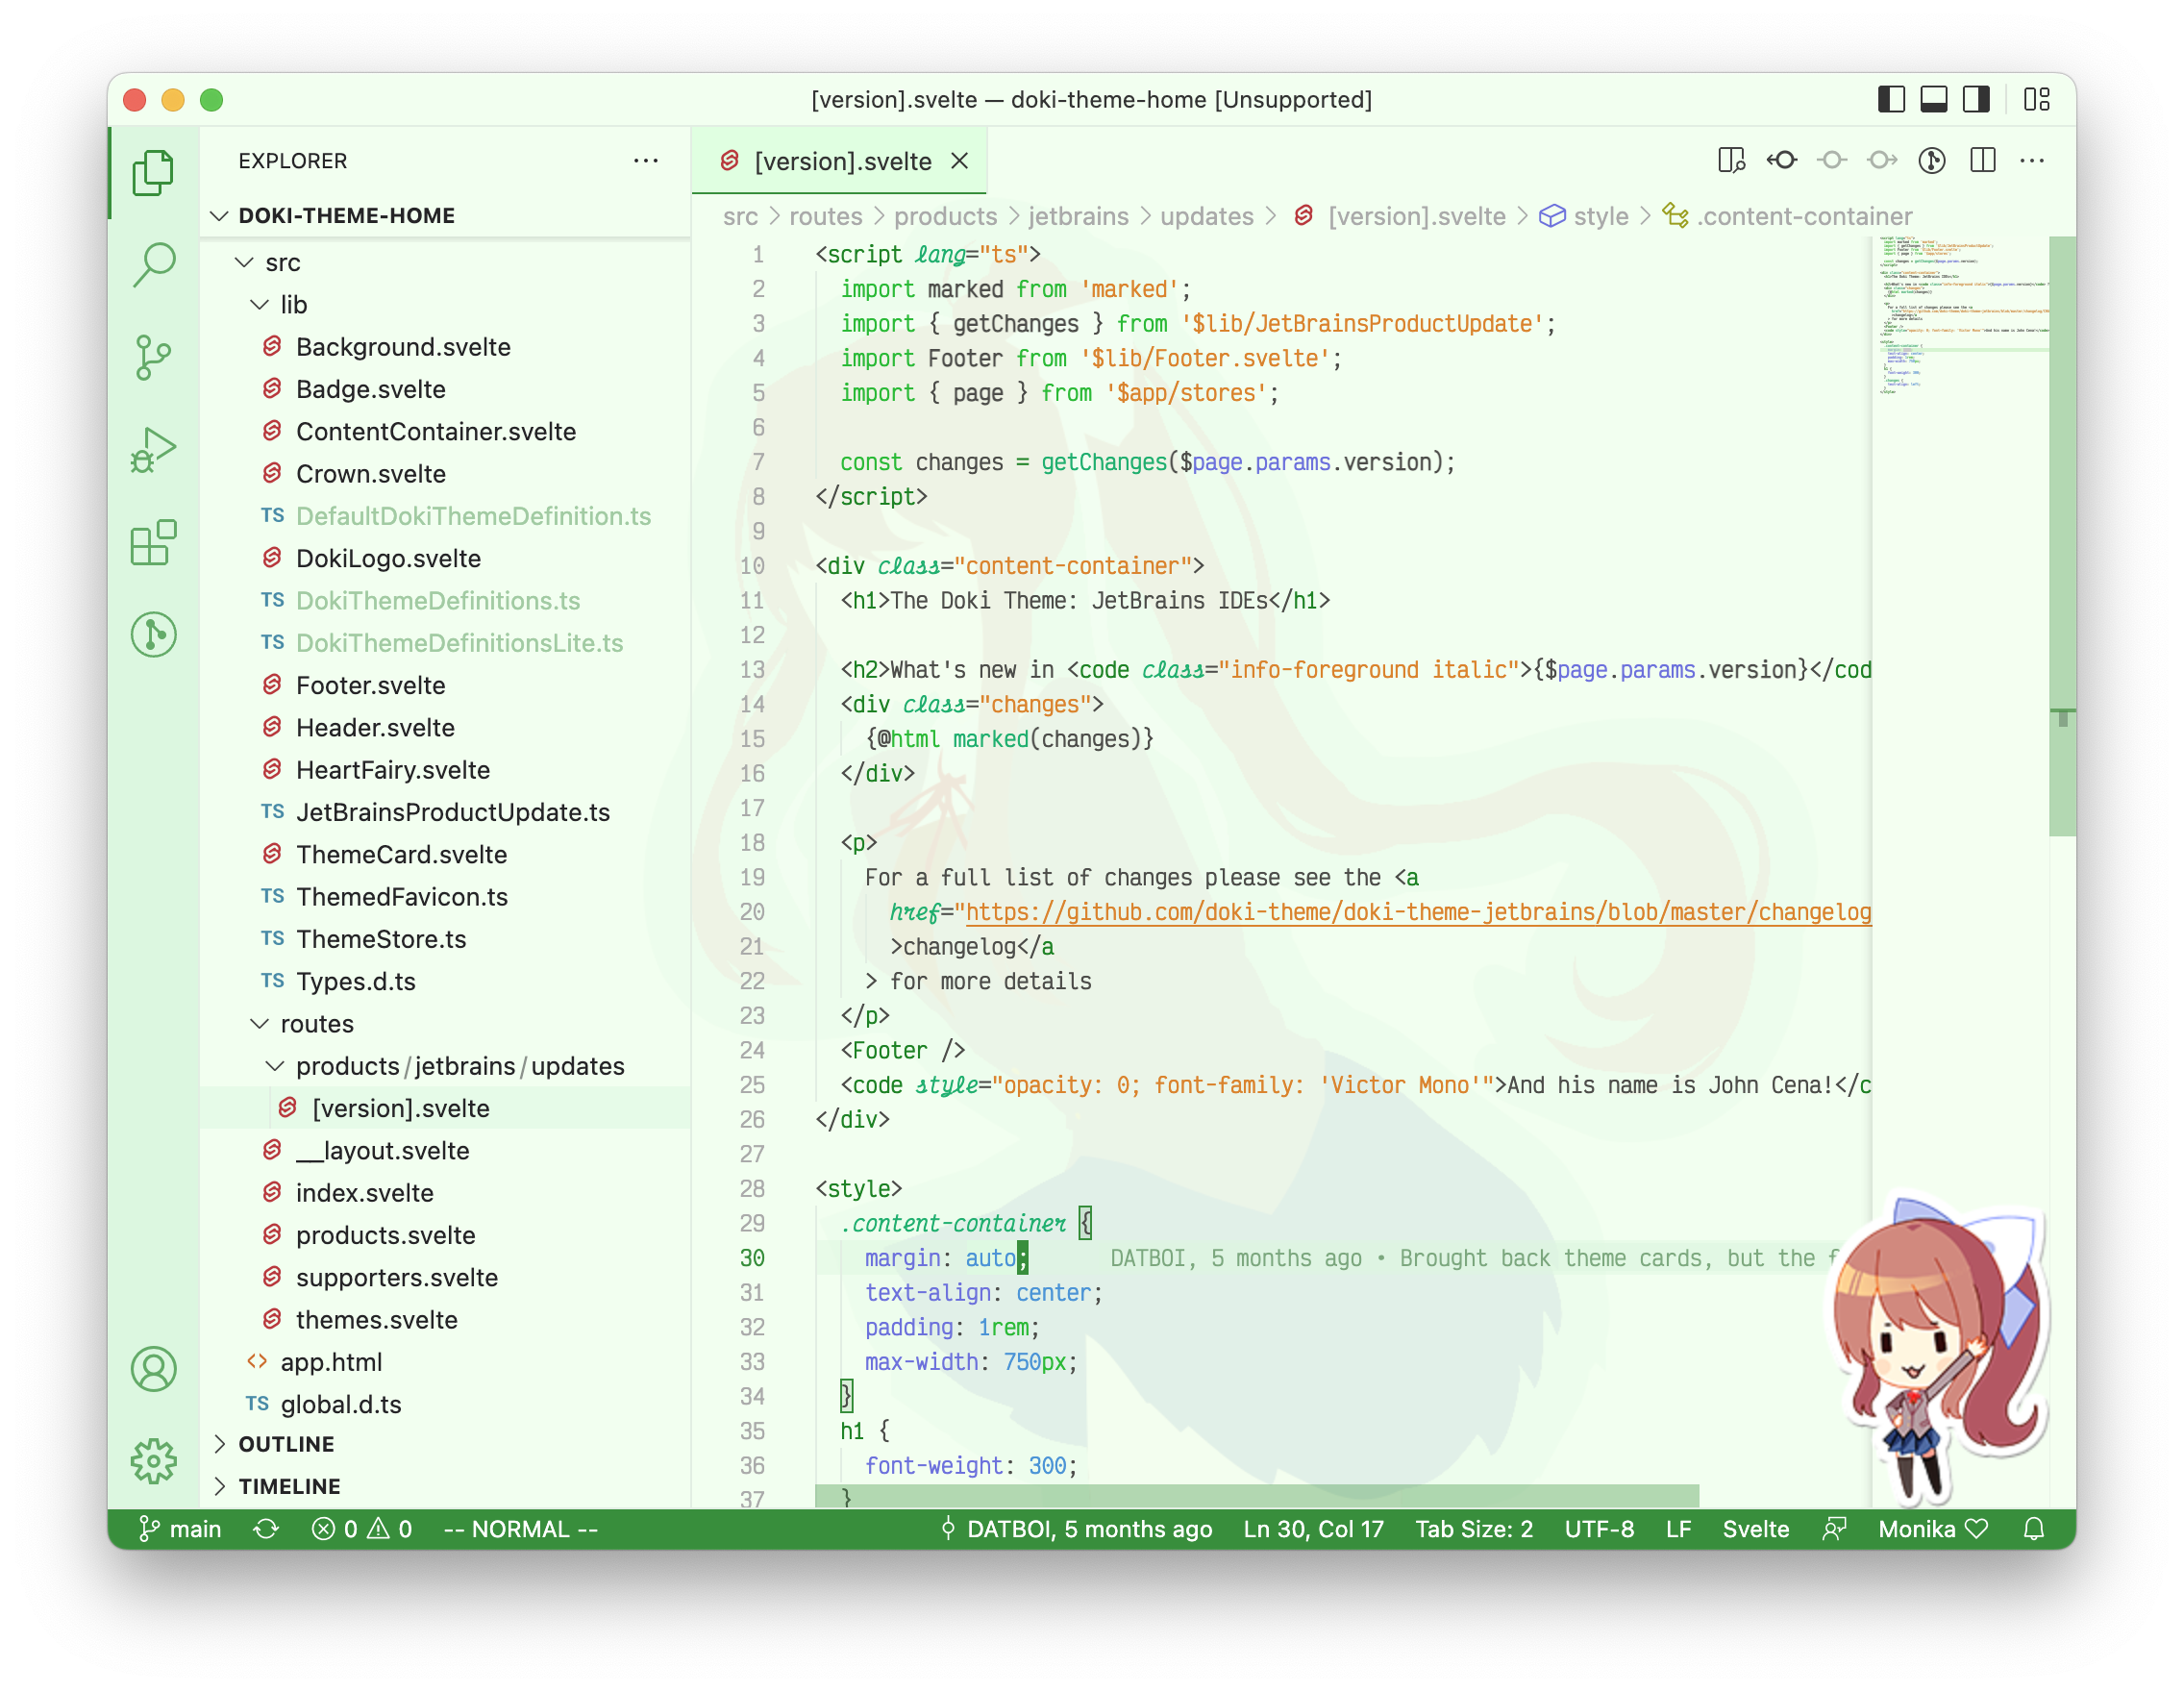 [version].svelte — doki-theme-home [Unsupported]
EXPLORER
DOKI-THEME-HOME
src
lib
Background.svelte
Badge.svelte
ContentContainer.svelte
Crown.svelte
TS DefaultDokiThemeDefinition.ts
DokiLogo.svelte
TS DokiThemeDefinitions.ts
TS DokiThemeDefinitionsLite.ts
Footer.svelte
Header.svelte
HeartFairy.svelte
TS JetBrainsProductUpdate.ts
ThemeCard.svelte
TS ThemedFavicon.ts
TS ThemeStore.ts
TS Types.d.ts
routes
products/jetbrains/updates
[version].svelte
__layout.svelte
index.svelte
products.svelte
supporters.svelte
themes.svelte
<> app.html
TS global.d.ts
OUTLINE
TIMELINE
[version].svelte
src > routes > products > jetbrains > updates > [version].svelte > style > .content-container
1 <script lang="ts">
2 import marked from 'marked';
3 import { getChanges } from '$lib/JetBrainsProductUpdate';
4 import Footer from '$lib/Footer.svelte';
5 import { page } from '$app/stores';
6
7 const changes = getChanges($page.params.version);
8 </script>
9
10 <div class="content-container">
11 <h1>The Doki Theme: JetBrains IDEs</h1>
12
13 <h2>What's new in <code class="info-foreground italic">{$page.params.version}</cod
14 <div class="changes">
15 {@html marked(changes)}
16 </div>
17
18 <p>
19 For a full list of changes please see the <a
20 href="https://github.com/doki-theme/doki-theme-jetbrains/blob/master/changelog
21 >changelog</a
22 > for more details
23 </p>
24 <Footer />
25 <code style="opacity: 0; font-family: 'Victor Mono'">And his name is John Cena!</c
26 </div>
27
28 <style>
29 .content-container {
30 margin: auto; DATBOI, 5 months ago • Brought back theme cards, but the f
31 text-align: center;
32 padding: 1rem;
33 max-width: 750px;
34 }
35 h1 {
36 font-weight: 300;
37 }
main 0 0 -- NORMAL -- DATBOI, 5 months ago Ln 30, Col 17 Tab Size: 2 UTF-8 LF Svelte Monika ♡